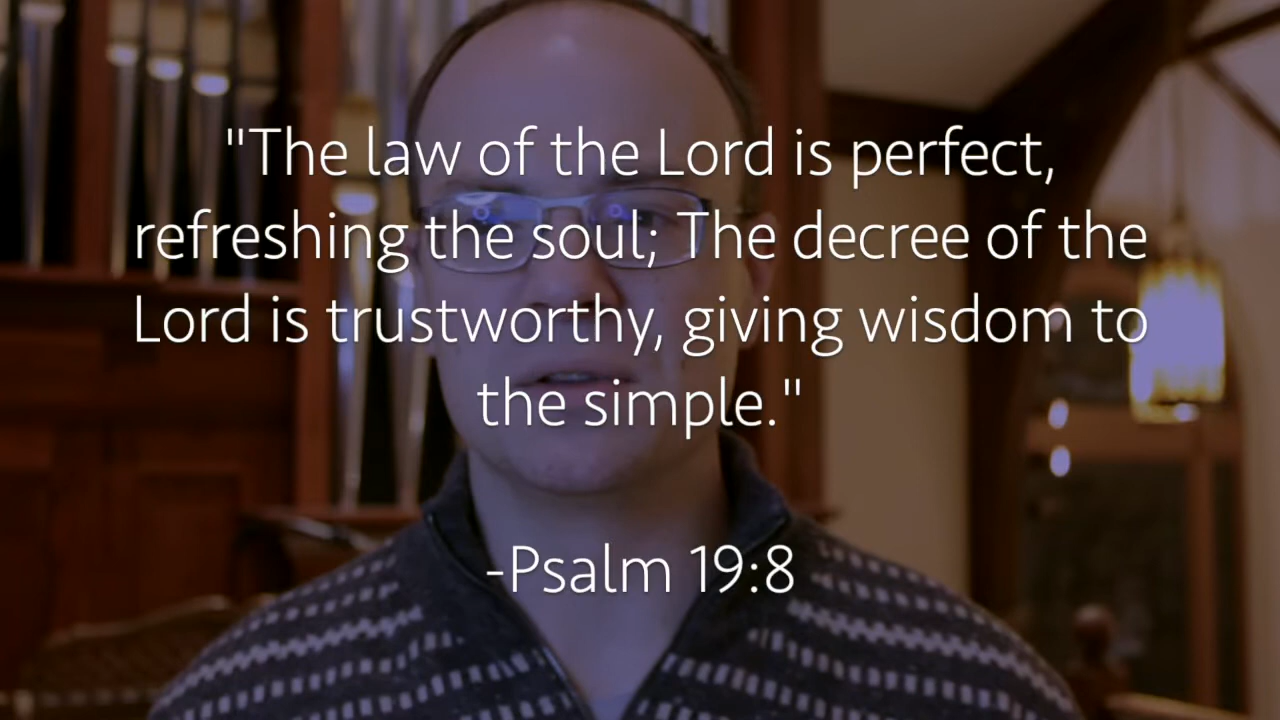 "The law of the Lord is perfect,
refreshing the soul; The decree of the
Lord is trustworthy, giving wisdom to
the simple."
-Psalm 19:8